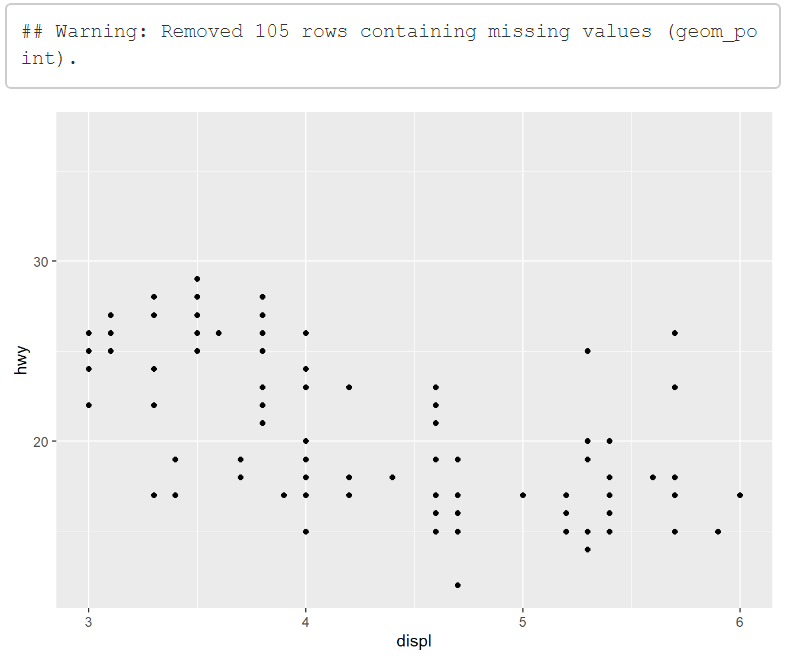 ## Warning: Removed 105 rows containing missing values (geom_po
int).
30
hwy
20
3 4 5 6
displ